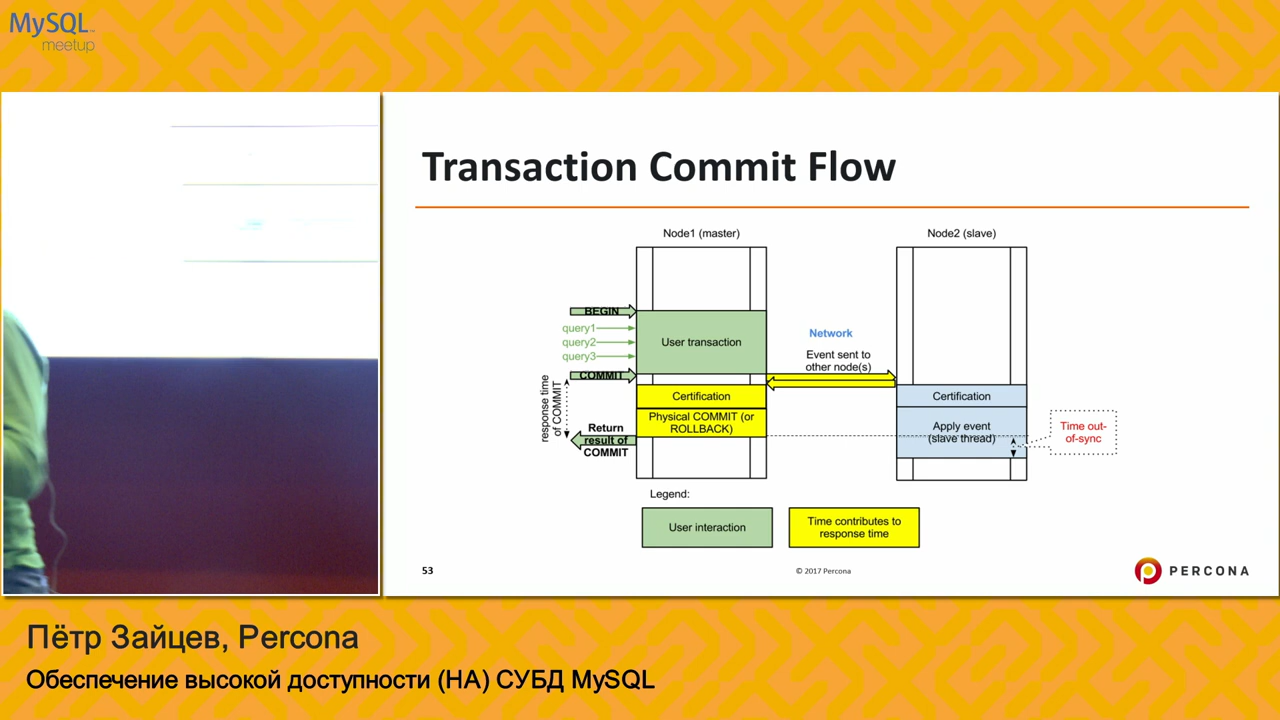 MySQL
meetup
Transaction Commit Flow
Node1 (master)
Node2 (slave)
BEGIN
query1
query2
query3
COMMIT
User transaction
Network
Event sent to
other node(s)
response time
of COMMIT
Certification
Physical COMMIT (or
ROLLBACK)
Return
result of
COMMIT
Certification
Apply event
(slave thread)
Time out-
of-sync
Legend:
User interaction
Time contributes to
response time
53
© 2017 Percona
PERCONA
Пётр Зайцев, Percona
Обеспечение высокой доступности (HA) СУБД MySQL